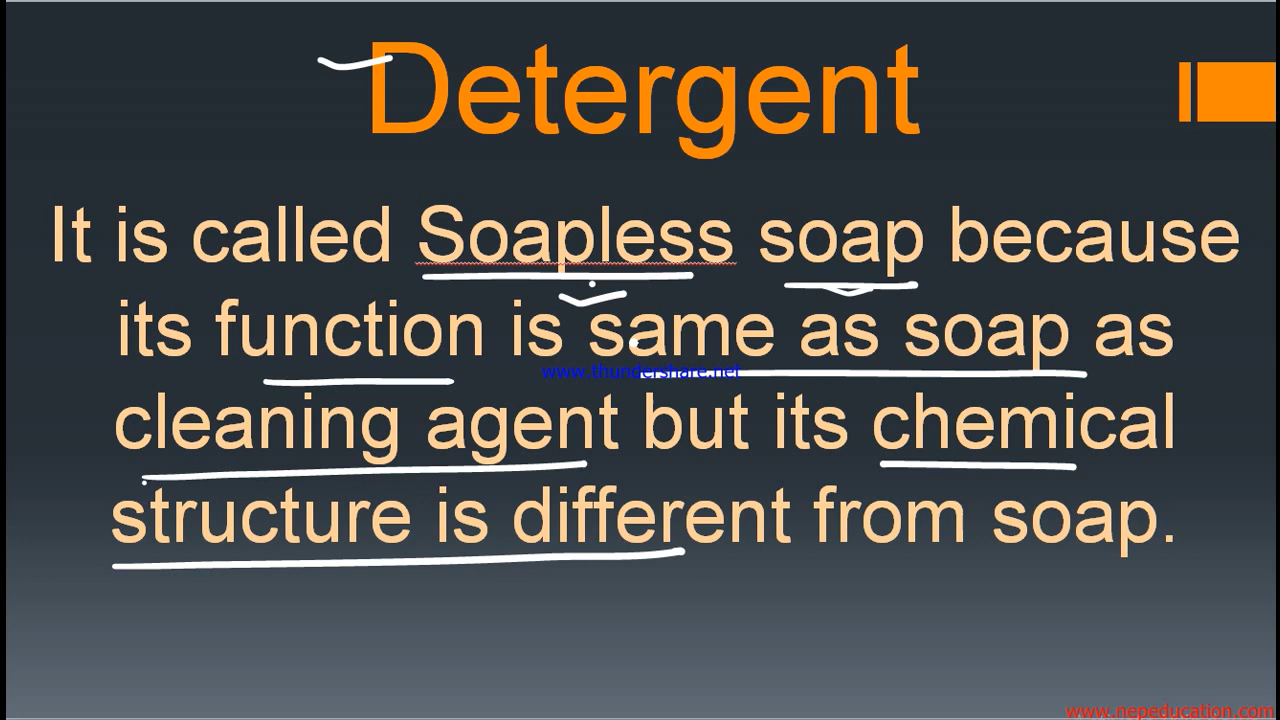 Detergent
It is called Soapless soap because
its function is same as soap as
www.thundershare.net
cleaning agent but its chemical
structure is different from soap.
www.nepeducation.com